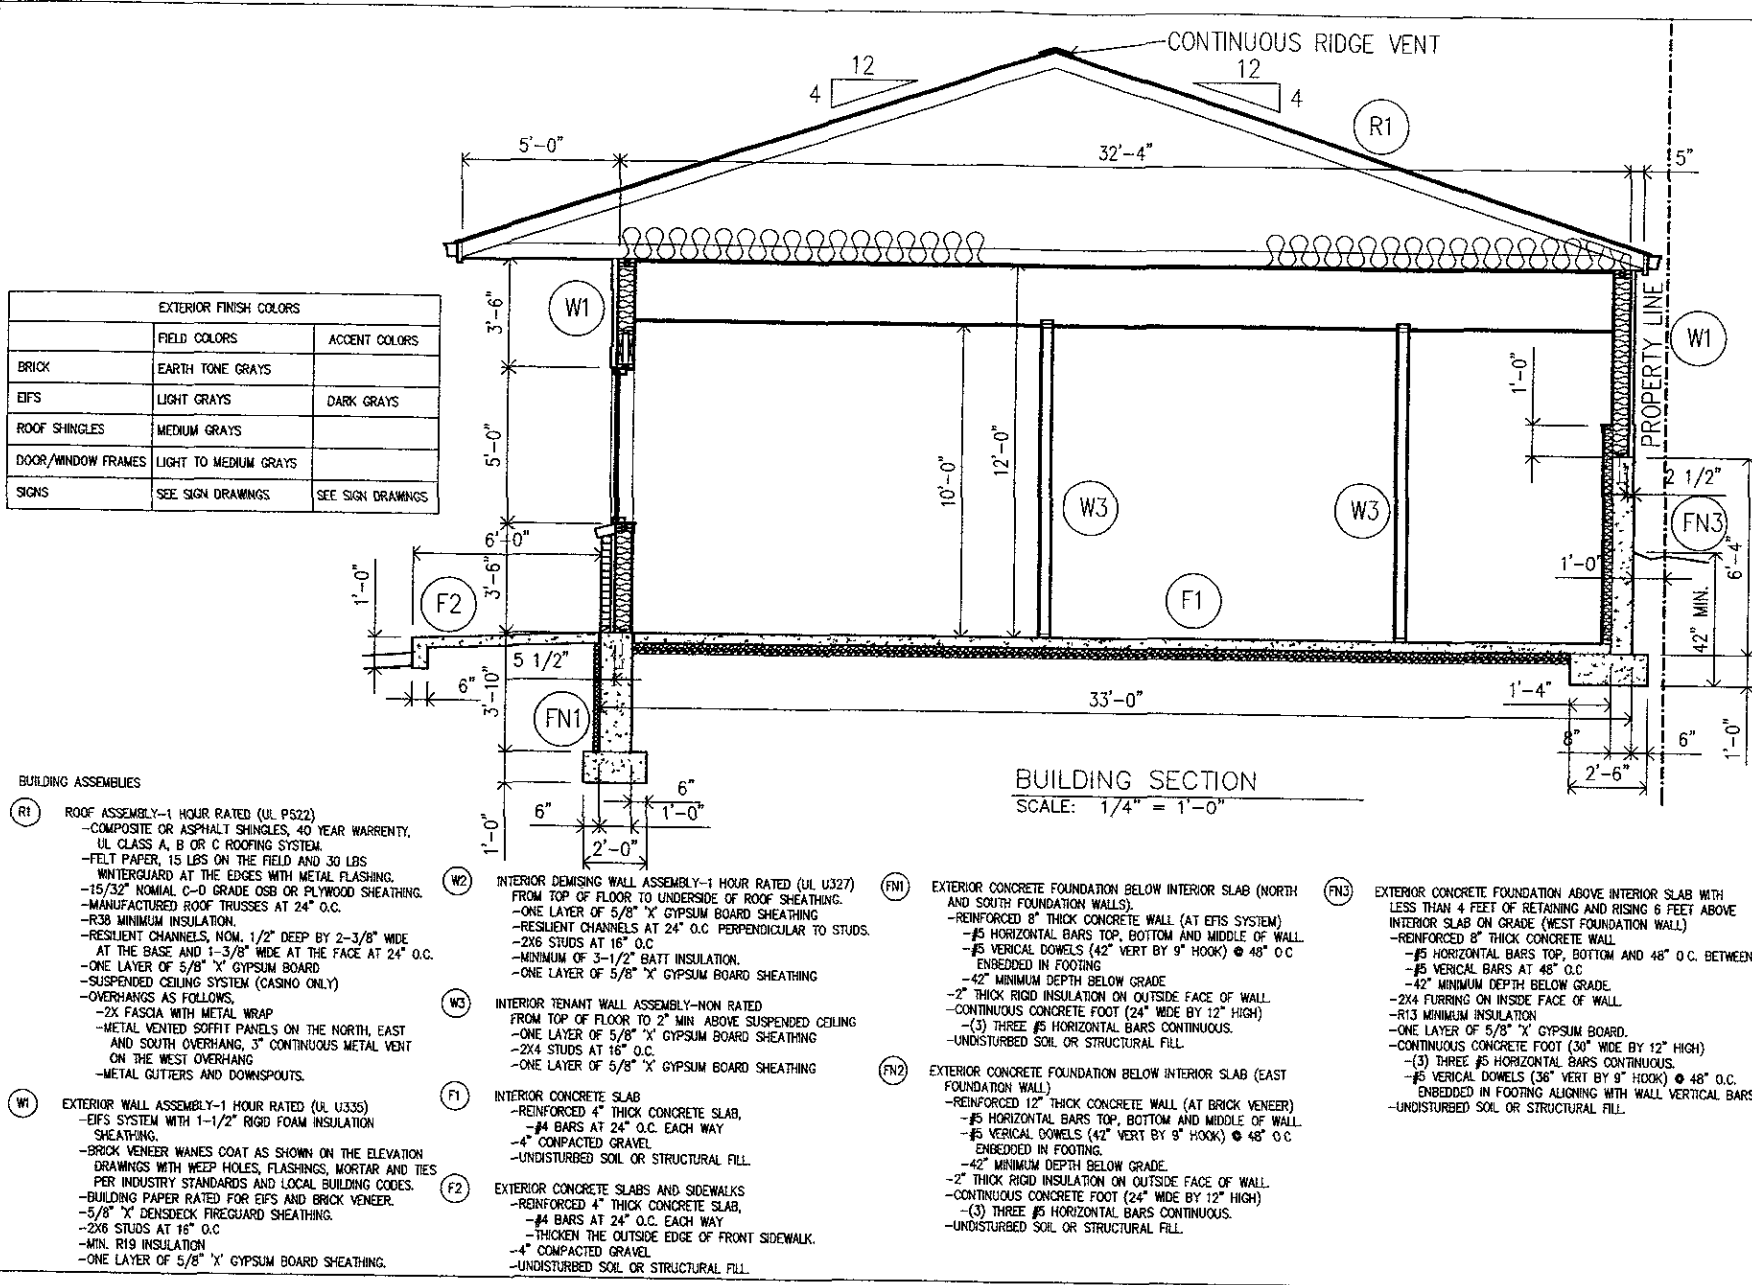 CONTINUOUS RIDGE VENT
12
4
12
4
R1
5'-0"
32'-4"
5"
W1
3'-6"
5'-0"
3'-6"
3'-10"
1'-0"
10'-0"
12'-0"
W3
W3
F1
1'-0"
PROPERTY LINE
W1
2 1/2"
FN3
6'-4"
1'-0"
42" MIN.
1'-0"
6'-0"
F2
1'-0"
5 1/2"
6"
FN1
33'-0"
1'-4"
8"
6"
2'-6"
6"
6"
1'-0"
2'-0"
EXTERIOR FINISH COLORS
FIELD COLORS ACCENT COLORS
BRICK EARTH TONE GRAYS
EIFS LIGHT GRAYS DARK GRAYS
ROOF SHINGLES MEDIUM GRAYS
DOOR/WINDOW FRAMES LIGHT TO MEDIUM GRAYS
SIGNS SEE SIGN DRAWINGS SEE SIGN DRAWINGS
BUILDING SECTION
SCALE: 1/4" = 1'-0"
BUILDING ASSEMBLIES
R1 ROOF ASSEMBLY-1 HOUR RATED (UL P522)
-COMPOSITE OR ASPHALT SHINGLES, 40 YEAR WARRENTY,
UL CLASS A, B OR C ROOFING SYSTEM.
-FELT PAPER, 15 LBS ON THE FIELD AND 30 LBS
WINTERGUARD AT THE EDGES WITH METAL FLASHING.
-15/32" NOMIAL C-D GRADE OSB OR PLYWOOD SHEATHING.
-MANUFACTURED ROOF TRUSSES AT 24" O.C.
-R38 MINIMUM INSULATION.
-RESILIENT CHANNELS, NOM. 1/2" DEEP BY 2-3/8" WIDE
AT THE BASE AND 1-3/8" WIDE AT THE FACE AT 24" O.C.
-ONE LAYER OF 5/8" 'X' GYPSUM BOARD
-SUSPENDED CEILING SYSTEM (CASINO ONLY)
-OVERHANGS AS FOLLOWS,
-2X FASCIA WITH METAL WRAP
-METAL VENTED SOFFIT PANELS ON THE NORTH, EAST
AND SOUTH OVERHANG, 3" CONTINUOUS METAL VENT
ON THE WEST OVERHANG
-METAL GUTTERS AND DOWNSPOUTS.
W1 EXTERIOR WALL ASSEMBLY-1 HOUR RATED (UL U335)
-EIFS SYSTEM WITH 1-1/2" RIGID FOAM INSULATION
SHEATHING.
-BRICK VENEER WANES COAT AS SHOWN ON THE ELEVATION
DRAWINGS WITH WEEP HOLES, FLASHINGS, MORTAR AND TIES
PER INDUSTRY STANDARDS AND LOCAL BUILDING CODES.
-BUILDING PAPER RATED FOR EIFS AND BRICK VENEER.
-5/8" 'X' DENSDECK FIREGUARD SHEATHING.
-2X6 STUDS AT 16" O.C
-MIN. R19 INSULATION
-ONE LAYER OF 5/8" 'X' GYPSUM BOARD SHEATHING.
W2 INTERIOR DEMISING WALL ASSEMBLY-1 HOUR RATED (UL U327)
FROM TOP OF FLOOR TO UNDERSIDE OF ROOF SHEATHING.
-ONE LAYER OF 5/8" 'X' GYPSUM BOARD SHEATHING
-RESILIENT CHANNELS AT 24" O.C PERPENDICULAR TO STUDS.
-2X6 STUDS AT 16" O.C
-MINIMUM OF 3-1/2" BATT INSULATION.
-ONE LAYER OF 5/8" 'X' GYPSUM BOARD SHEATHING
W3 INTERIOR TENANT WALL ASSEMBLY-NON RATED
FROM TOP OF FLOOR TO 2" MIN ABOVE SUSPENDED CEILING
-ONE LAYER OF 5/8" 'X' GYPSUM BOARD SHEATHING
-2X4 STUDS AT 16" O.C.
-ONE LAYER OF 5/8" 'X' GYPSUM BOARD SHEATHING
F1 INTERIOR CONCRETE SLAB
-REINFORCED 4" THICK CONCRETE SLAB,
-#4 BARS AT 24" O.C. EACH WAY
-4" CONPACTED GRAVEL
-UNDISTURBED SOIL OR STRUCTURAL FILL.
F2 EXTERIOR CONCRETE SLABS AND SIDEWALKS
-REINFORCED 4" THICK CONCRETE SLAB,
-#4 BARS AT 24" O.C. EACH WAY
-THICKEN THE OUTSIDE EDGE OF FRONT SIDEWALK.
-4" COMPACTED GRAVEL
-UNDISTURBED SOIL OR STRUCTURAL FILL.
FN1 EXTERIOR CONCRETE FOUNDATION BELOW INTERIOR SLAB (NORTH
AND SOUTH FOUNDATION WALLS).
-REINFORCED 8" THICK CONCRETE WALL (AT EFIS SYSTEM)
-#5 HORIZONTAL BARS TOP, BOTTOM AND MIDDLE OF WALL.
-#5 VERICAL DOWELS (42" VERT BY 9" HOOK) @ 48" O C
ENBEDDED IN FOOTING
-42" MINIMUM DEPTH BELOW GRADE
-2" THICK RIGID INSULATION ON OUTSIDE FACE OF WALL.
-CONTINUOUS CONCRETE FOOT (24" WIDE BY 12" HIGH)
-(3) THREE #5 HORIZONTAL BARS CONTINUOUS.
-UNDISTURBED SOIL OR STRUCTURAL FILL.
FN2 EXTERIOR CONCRETE FOUNDATION BELOW INTERIOR SLAB (EAST
FOUNDATION WALL)
-REINFORCED 12" THICK CONCRETE WALL (AT BRICK VENEER)
-#5 HORIZONTAL BARS TOP, BOTTOM AND MIDDLE OF WALL.
-#5 VERICAL DOWELS (42" VERT BY 9" HOOK) @ 48" O C
ENBEDDED IN FOOTING.
-42" MINIMUM DEPTH BELOW GRADE.
-2" THICK RIGID INSULATION ON OUTSIDE FACE OF WALL.
-CONTINUOUS CONCRETE FOOT (24" WIDE BY 12" HIGH)
-(3) THREE #5 HORIZONTAL BARS CONTINUOUS.
-UNDISTURBED SOIL OR STRUCTURAL FILL.
FN3 EXTERIOR CONCRETE FOUNDATION ABOVE INTERIOR SLAB WITH
LESS THAN 4 FEET OF RETAINING AND RISING 6 FEET ABOVE
INTERIOR SLAB ON GRADE (WEST FOUNDATION WALL)
-REINFORCED 8" THICK CONCRETE WALL
-#5 HORIZONTAL BARS TOP, BOTTOM AND 48" O C. BETWEEN
-#5 VERICAL BARS AT 48" O.C
-42" MINIMUM DEPTH BELOW GRADE
-2X4 FURRING ON INSIDE FACE OF WALL.
-R13 MINIMUM INSULATION
-ONE LAYER OF 5/8" 'X' GYPSUM BOARD.
-CONTINUOUS CONCRETE FOOT (30" WIDE BY 12" HIGH)
-(3) THREE #5 HORIZONTAL BARS CONTINUOUS.
-#5 VERICAL DOWELS (36" VERT BY 9" HOOK) @ 48" O.C.
ENBEDDED IN FOOTING ALIGNING WITH WALL VERTICAL BARS
-UNDISTURBED SOIL OR STRUCTURAL FILL.